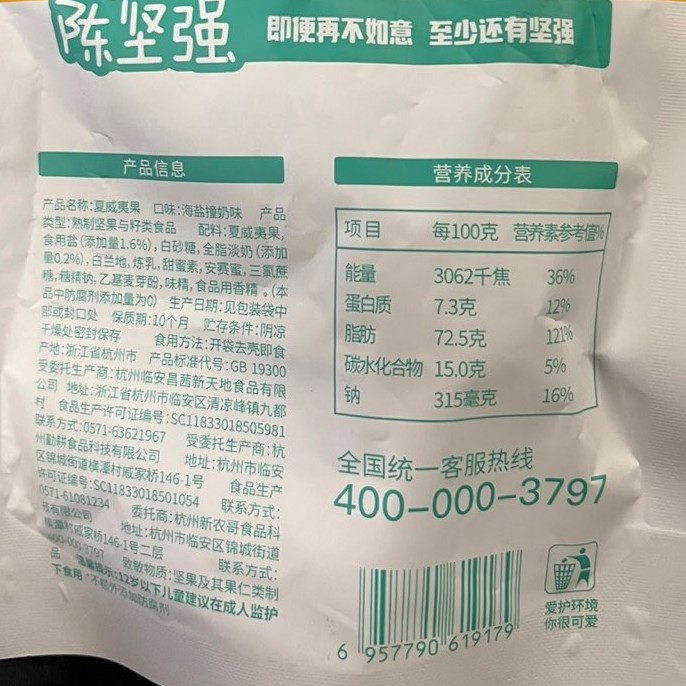 陈坚强
即便再不如意 至少还有坚强
产品信息
产品名称:夏威夷果 口味:海盐撞奶味 产品
类型:熟制坚果与籽类食品 配料:夏威夷果,
食用盐(添加量1.6%),白砂糖,全脂淡奶(添加
量0.2%),白兰地,炼乳,甜蜜素,安赛蜜,三氯蔗
糖,糖精钠,乙基麦芽酚,味精,食品用香精。(本
品中防腐剂添加量为0) 生产日期:见包装袋中
部或封口处 保质期:10个月 贮存条件:阴凉
干燥处密封保存 食用方法:开袋去壳即食
产地:浙江省杭州市 产品标准代号:GB 19300
受委托生产商:杭州临安昌茜新天地食品有限
公司 地址:浙江省杭州市临安区清凉峰镇九都
村 食品生产许可证编号:SC11833018505981
联系方式:0571-63621967 受委托生产商:杭
州勤耕食品科技有限公司 地址:杭州市临安
区锦城街道横潭村戚家桥146-1号 食品生产
许可证编号:SC11833018501054 联系方式:
0571-61081234 委托商:杭州新农哥食品科
技有限公司 地址:杭州市临安区锦城街道
横潭村戚家桥146-1号二层 联系方式:
400-000-3797 致敏物质:坚果及其果仁类制
品 温馨提示:12岁以下儿童建议在成人监护
下食用 *不额外添加防腐剂
营养成分表
项目 每100克 营养素参考值%
能量 3062千焦 36%
蛋白质 7.3克 12%
脂肪 72.5克 121%
碳水化合物 15.0克 5%
钠 315毫克 16%
全国统一客服热线
400-000-3797
6 957790 619179
爱护环境
你很可爱